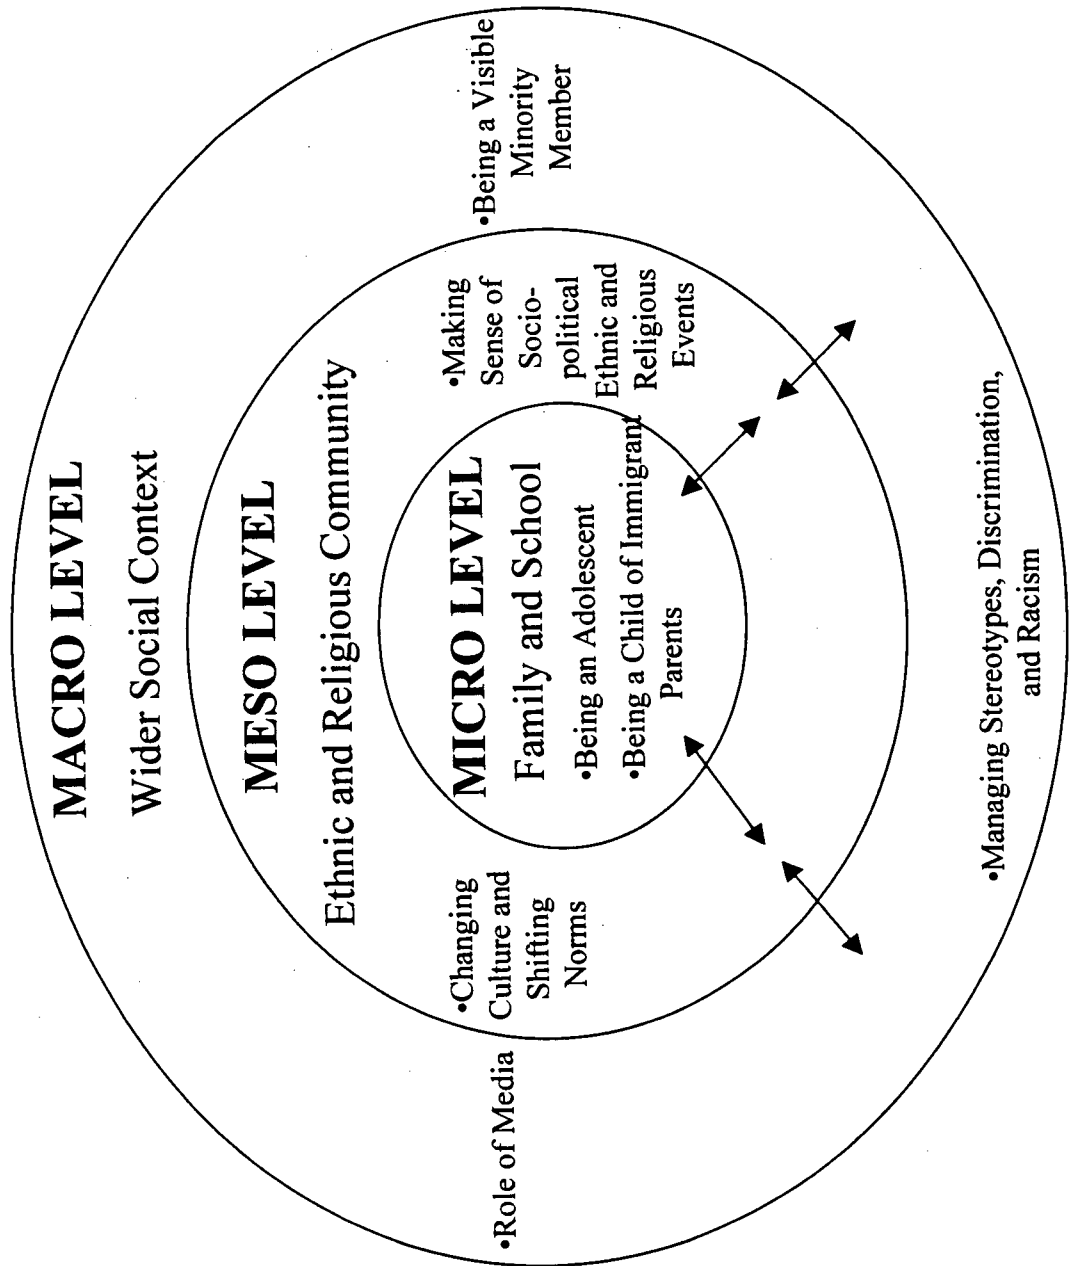 MACRO LEVEL
Wider Social Context
MESO LEVEL
Ethnic and Religious Community
MICRO LEVEL
Family and School
•Being an Adolescent
•Being a Child of Immigrant
Parents
•Changing
Culture and
Shifting
Norms
•Making
Sense of
Socio-
political
Ethnic and
Religious
Events
•Role of Media
•Being a Visible
Minority
Member
•Managing Stereotypes, Discrimination,
and Racism